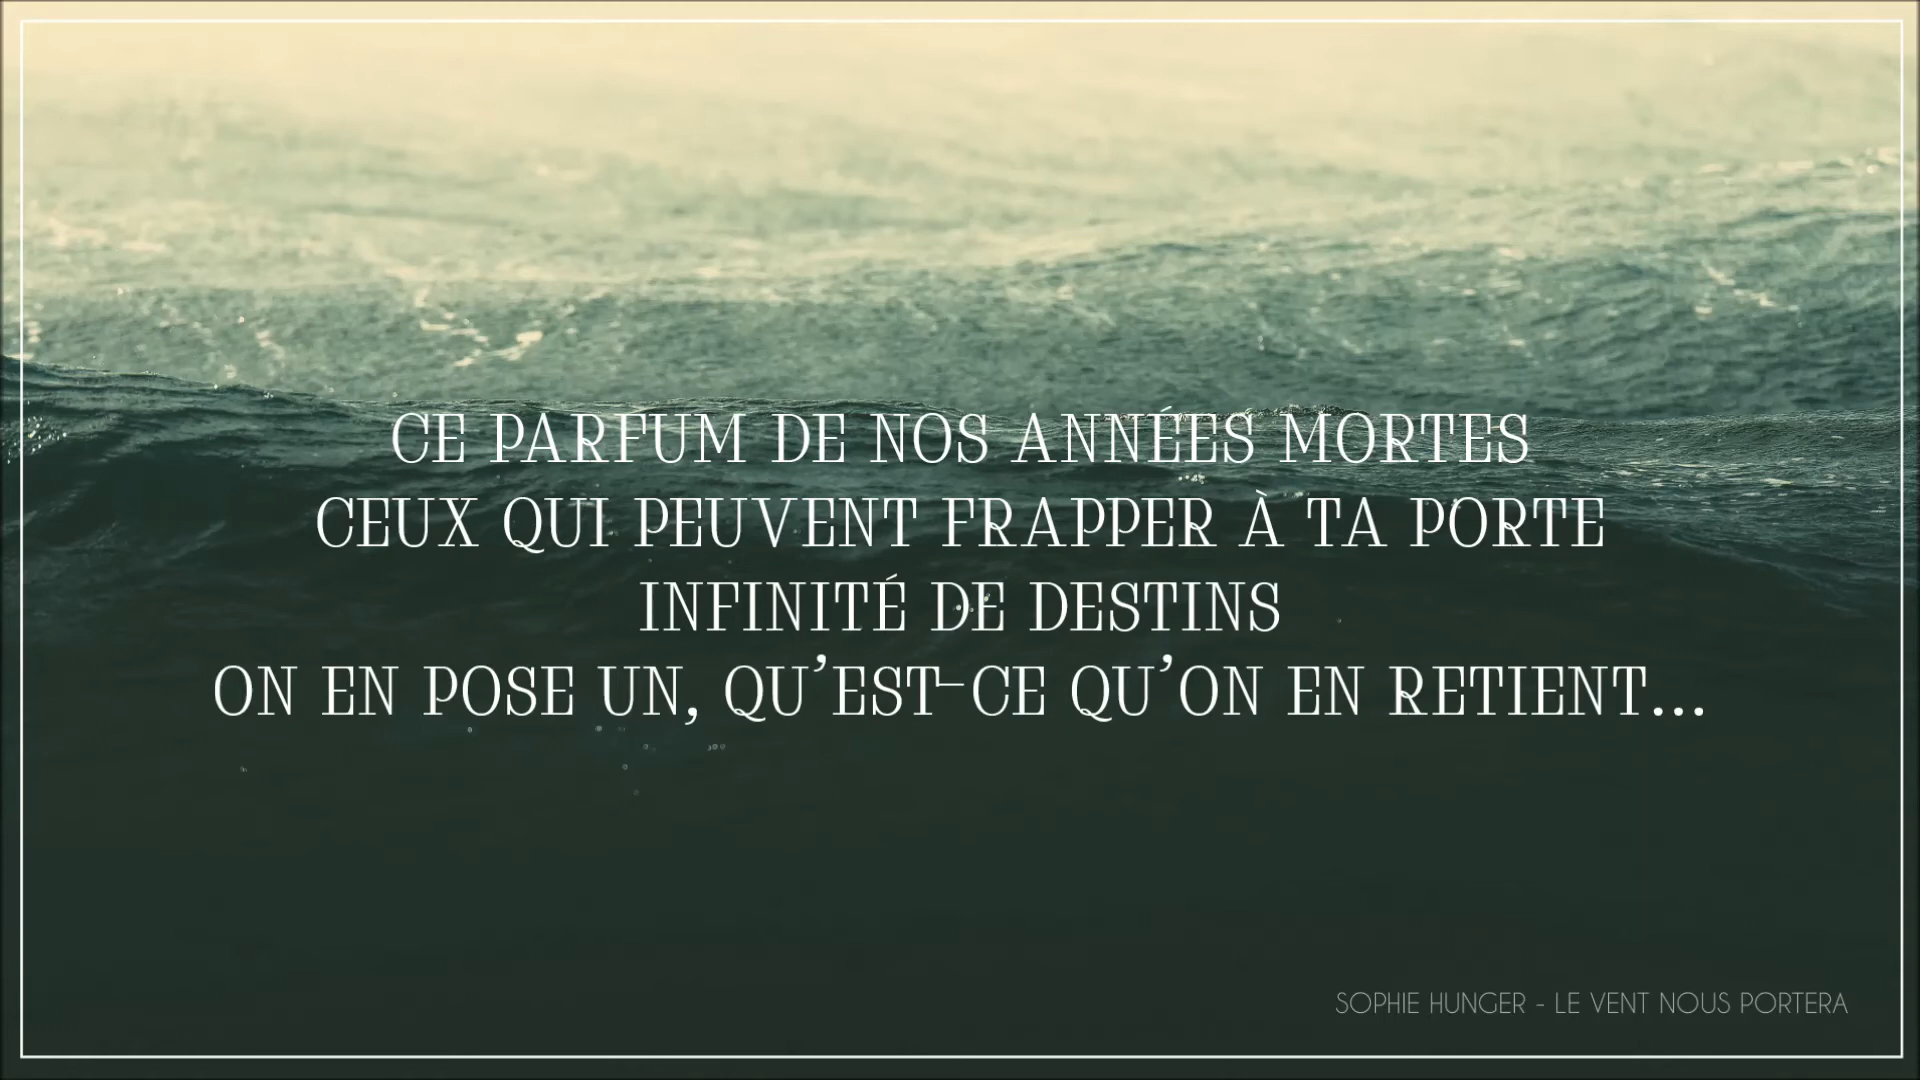 CE PARFUM DE NOS ANNÉES MORTES
CEUX QUI PEUVENT FRAPPER À TA PORTE
INFINITÉ DE DESTINS
ON EN POSE UN, QU’EST-CE QU’ON EN RETIENT...
SOPHIE HUNGER - LE VENT NOUS PORTERA